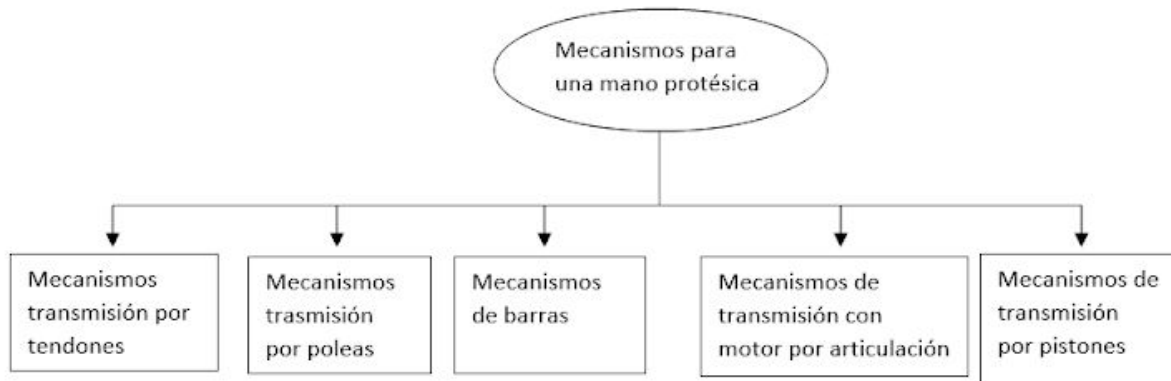 Mecanismos para
una mano protésica
Mecanismos
transmisión por
tendones
Mecanismos
trasmisión
por poleas
Mecanismos
de barras
Mecanismos de
transmisión con
motor por articulación
Mecanismos de
transmisión
por pistones